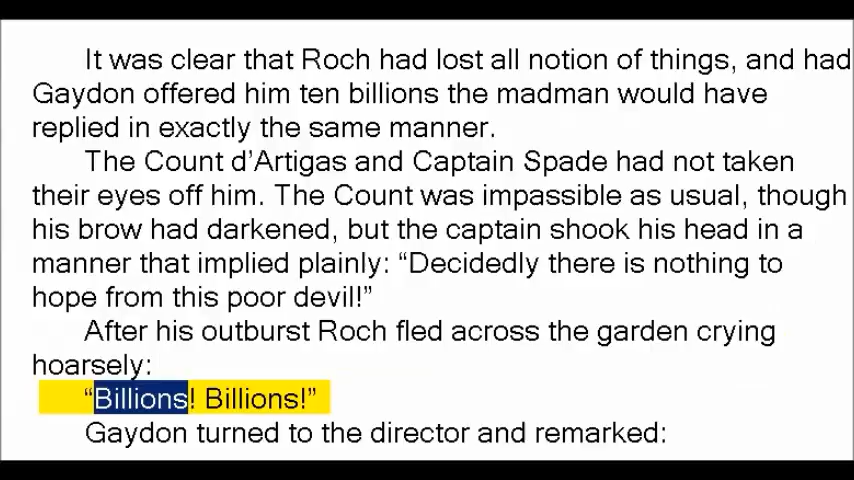 It was clear that Roch had lost all notion of things, and had
Gaydon offered him ten billions the madman would have
replied in exactly the same manner.
The Count d’Artigas and Captain Spade had not taken
their eyes off him. The Count was impassible as usual, though
his brow had darkened, but the captain shook his head in a
manner that implied plainly: “Decidedly there is nothing to
hope from this poor devil!”
After his outburst Roch fled across the garden crying
hoarsely:
“Billions! Billions!”
Gaydon turned to the director and remarked: